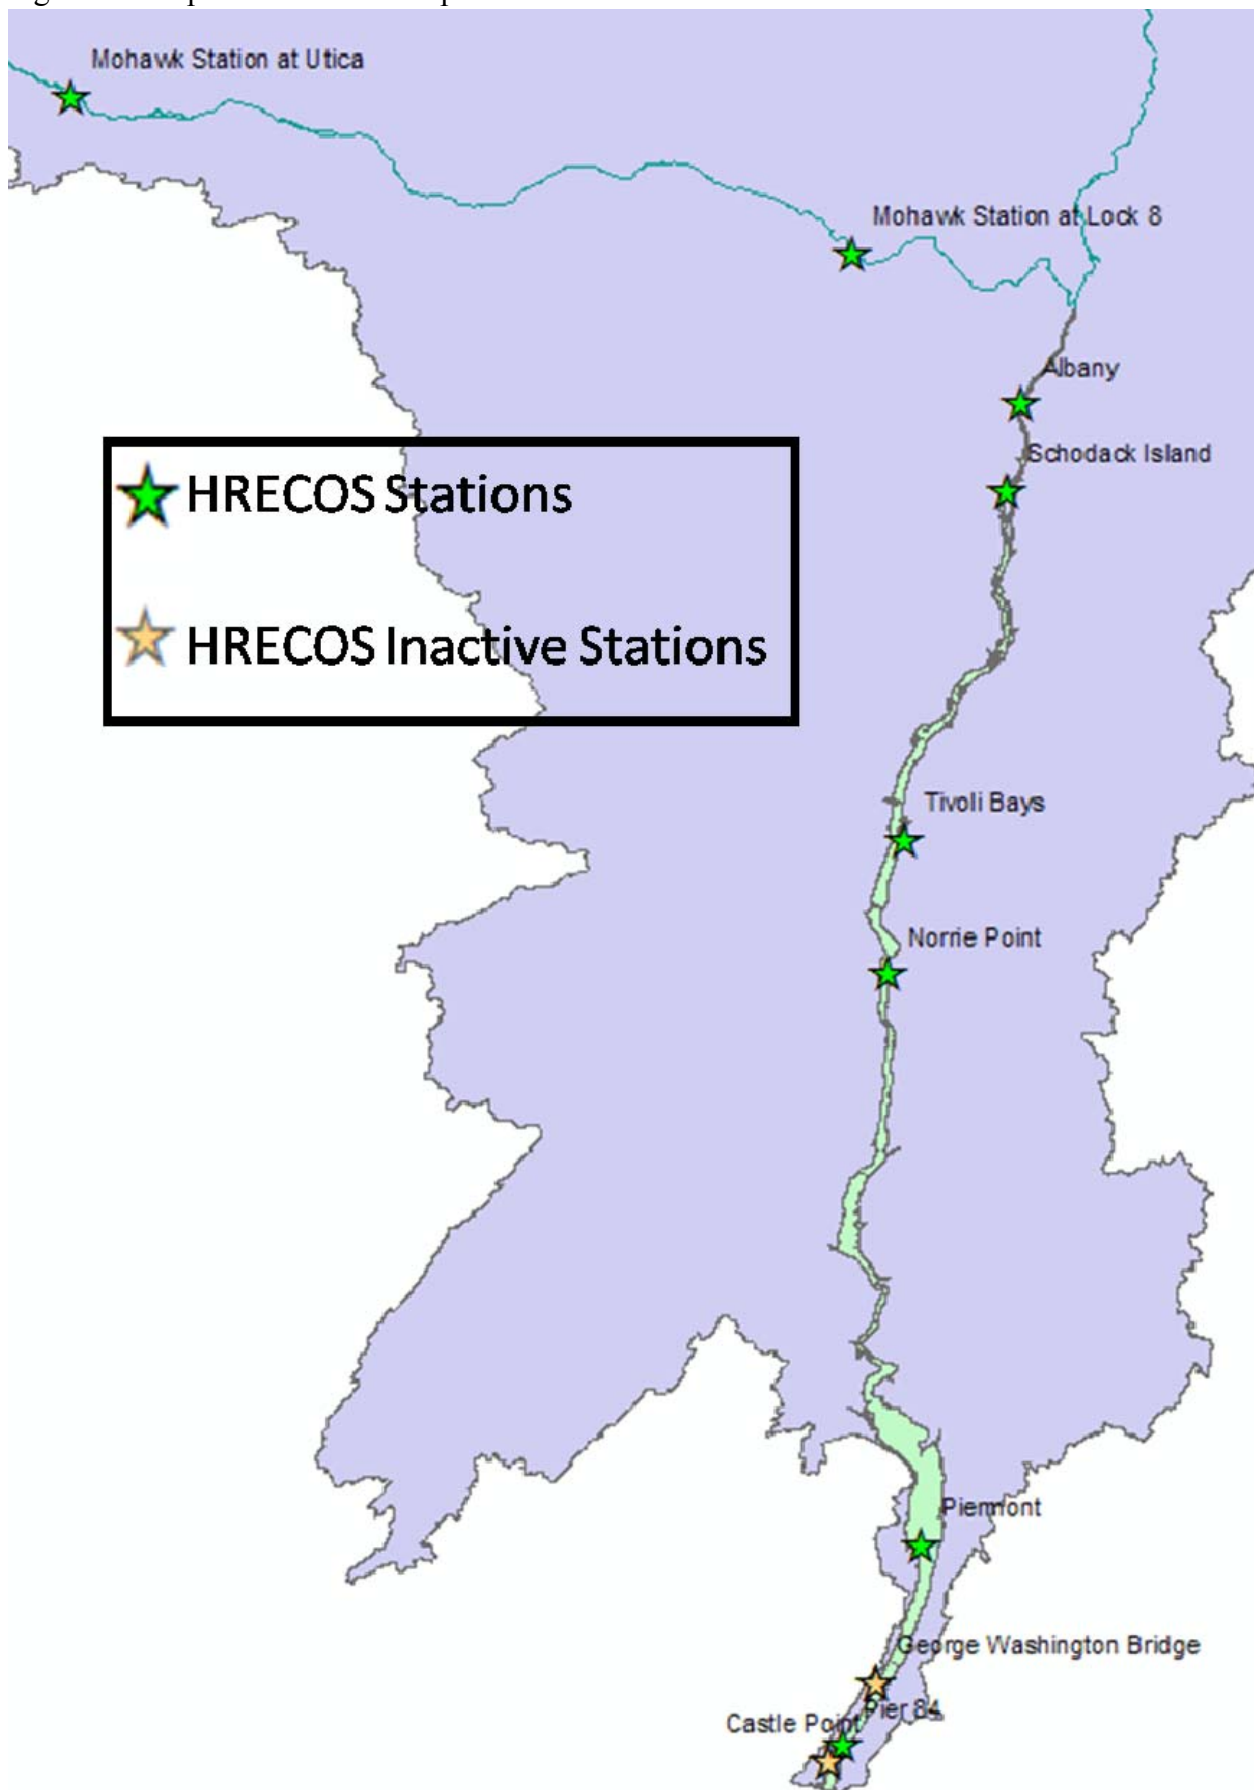 Mohawk Station at Utica
Mohawk Station at Lock 8
Albany
Schodack Island
HRECOS Stations
HRECOS Inactive Stations
Tivoli Bays
Norrie Point
Piermont
George Washington Bridge
Pier 84
Castle Point